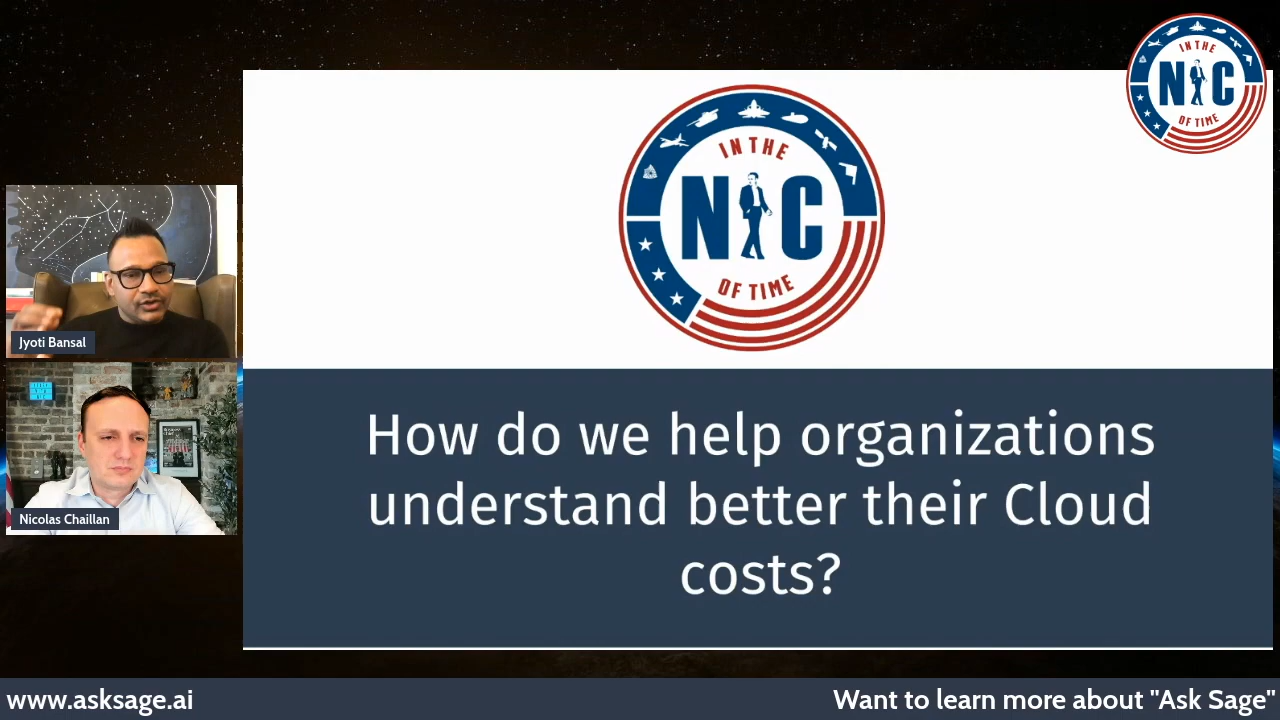 IN THE
NIC
OF TIME
IN THE
NIC
OF TIME
Jyoti Bansal
Nicolas Chaillan
How do we help organizations
understand better their Cloud
costs?
www.asksage.ai
Want to learn more about "Ask Sage"